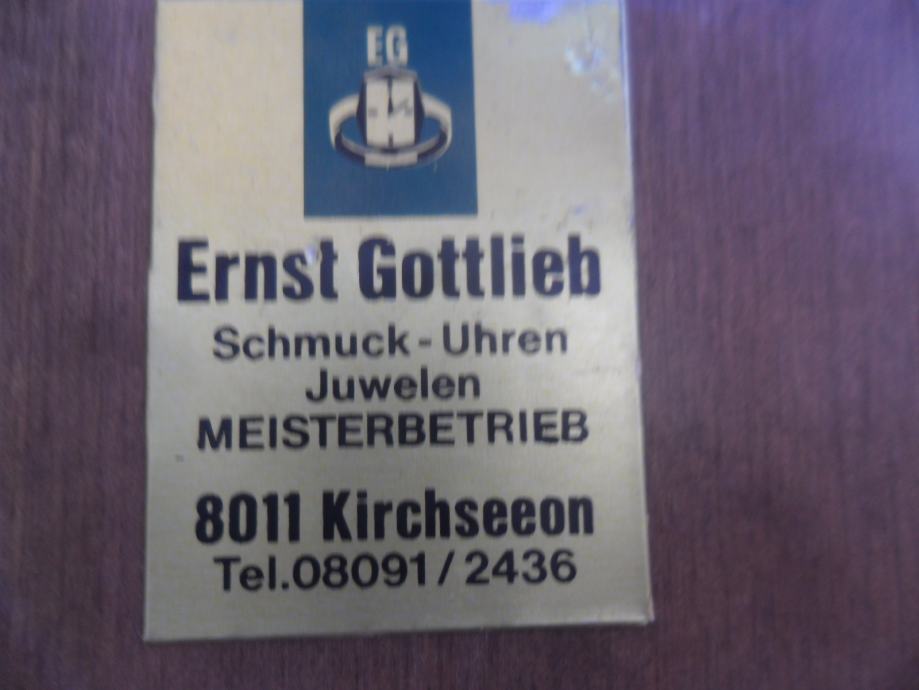 EG
Ernst Gottlieb
Schmuck - Uhren
Juwelen
MEISTERBETRIEB
8011 Kirchseeon
Tel.08091/2436